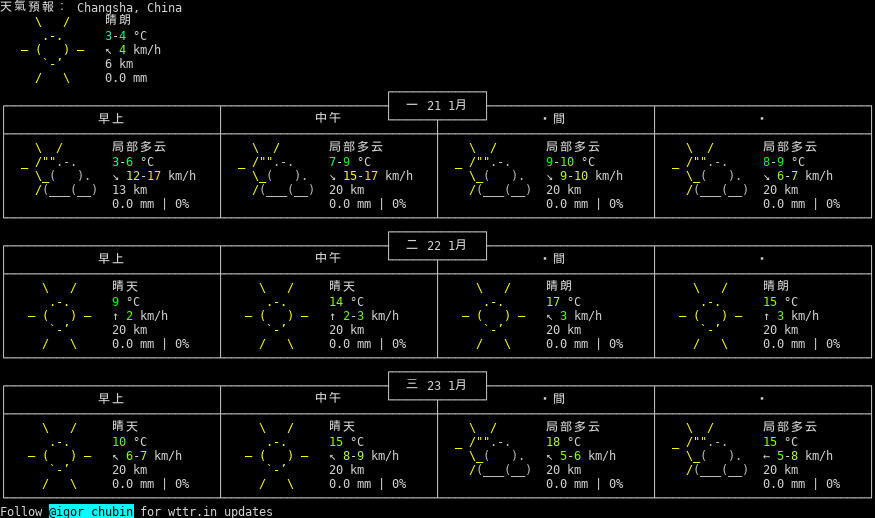 天氣預報： Changsha, China
晴朗
3-4 °C
↖ 4 km/h
6 km
0.0 mm
一 21 1月
早上 中午 ・間 ・
局部多云 局部多云 局部多云 局部多云
3-6 °C 7-9 °C 9-10 °C 8-9 °C
↘ 12-17 km/h ↘ 15-17 km/h ↘ 9-10 km/h ↘ 6-7 km/h
13 km 20 km 20 km 20 km
0.0 mm | 0% 0.0 mm | 0% 0.0 mm | 0% 0.0 mm | 0%
二 22 1月
早上 中午 ・間 ・
晴天 晴天 晴朗 晴朗
9 °C 14 °C 17 °C 15 °C
↑ 2 km/h ↑ 2-3 km/h ↖ 3 km/h ↑ 3 km/h
20 km 20 km 20 km 20 km
0.0 mm | 0% 0.0 mm | 0% 0.0 mm | 0% 0.0 mm | 0%
三 23 1月
早上 中午 ・間 ・
晴天 晴天 局部多云 局部多云
10 °C 15 °C 18 °C 15 °C
↖ 6-7 km/h ↖ 8-9 km/h ↖ 5-6 km/h ← 5-8 km/h
20 km 20 km 20 km 20 km
0.0 mm | 0% 0.0 mm | 0% 0.0 mm | 0% 0.0 mm | 0%
Follow @igor_chubin for wttr.in updates